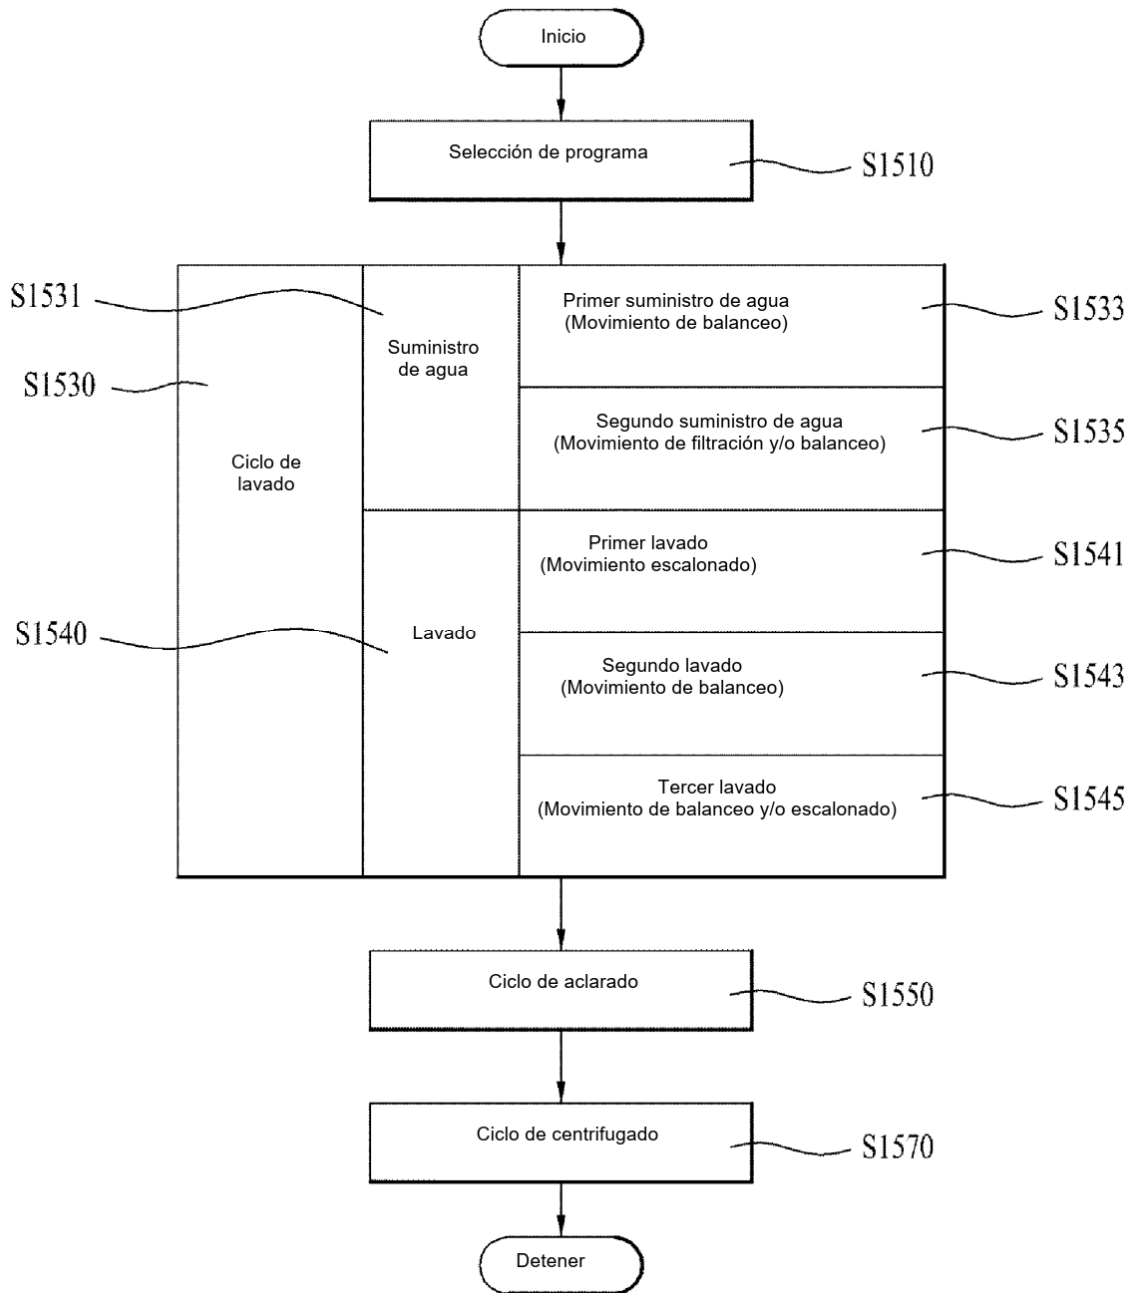 Inicio
Selección de programa
S1510
S1531
S1530
Ciclo de
lavado
Suministro
de agua
Primer suministro de agua
(Movimiento de balanceo)
S1533
Segundo suministro de agua
(Movimiento de filtración y/o balanceo)
S1535
S1540
Lavado
Primer lavado
(Movimiento escalonado)
S1541
Segundo lavado
(Movimiento de balanceo)
S1543
Tercer lavado
(Movimiento de balanceo y/o escalonado)
S1545
Ciclo de aclarado
S1550
Ciclo de centrifugado
S1570
Detener